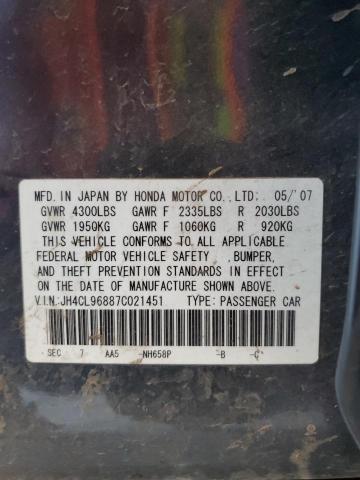 MFD. IN JAPAN BY HONDA MOTOR CO., LTD: 05/'07
GVWR 4300LBS GAWR F 2335LBS R 2030LBS
GVWR 1950KG GAWR F 1060KG R 920KG
THIS VEHICLE CONFORMS TO ALL APPLICABLE
FEDERAL MOTOR VEHICLE SAFETY , BUMPER,
AND THEFT PREVENTION STANDARDS IN EFFECT
ON THE DATE OF MANUFACTURE SHOWN ABOVE.
V.I.N.:JH4CL96887C021451 TYPE: PASSENGER CAR
SEC 7 AA5 -NH658P -B -C